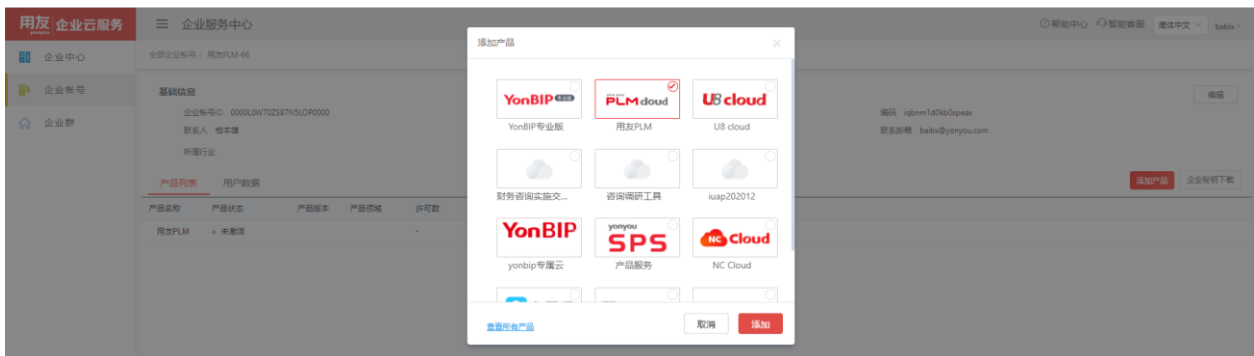 用友 企业云服务
yonyou
企业服务中心
帮助中心 智能客服 简体中文 babix
企业中心
企业帐号
企业群
全部企业帐号 / 用友PLM-66
基础信息
编辑
企业帐号ID 0000L0W70Z587N5LOP0000
编码 iqbnm1d0kb0xpeax
联系人
联系邮箱 baibx@yonyou.com
所属行业
产品列表 用户数据
添加产品 企业秘钥下载
产品名称 产品状态 产品版本 产品领域 许可数
用友PLM 未激活 -
添加产品
YonBIP 专业版
PLM cloud
U8 cloud
YonBIP专业版 用友PLM U8 cloud
财务咨询实施交... 咨询调研工具 iuap202012
YonBIP
yonyou
SPS
NC Cloud
yonbip专属云 产品服务 NC Cloud
查看所有产品
取消 添加